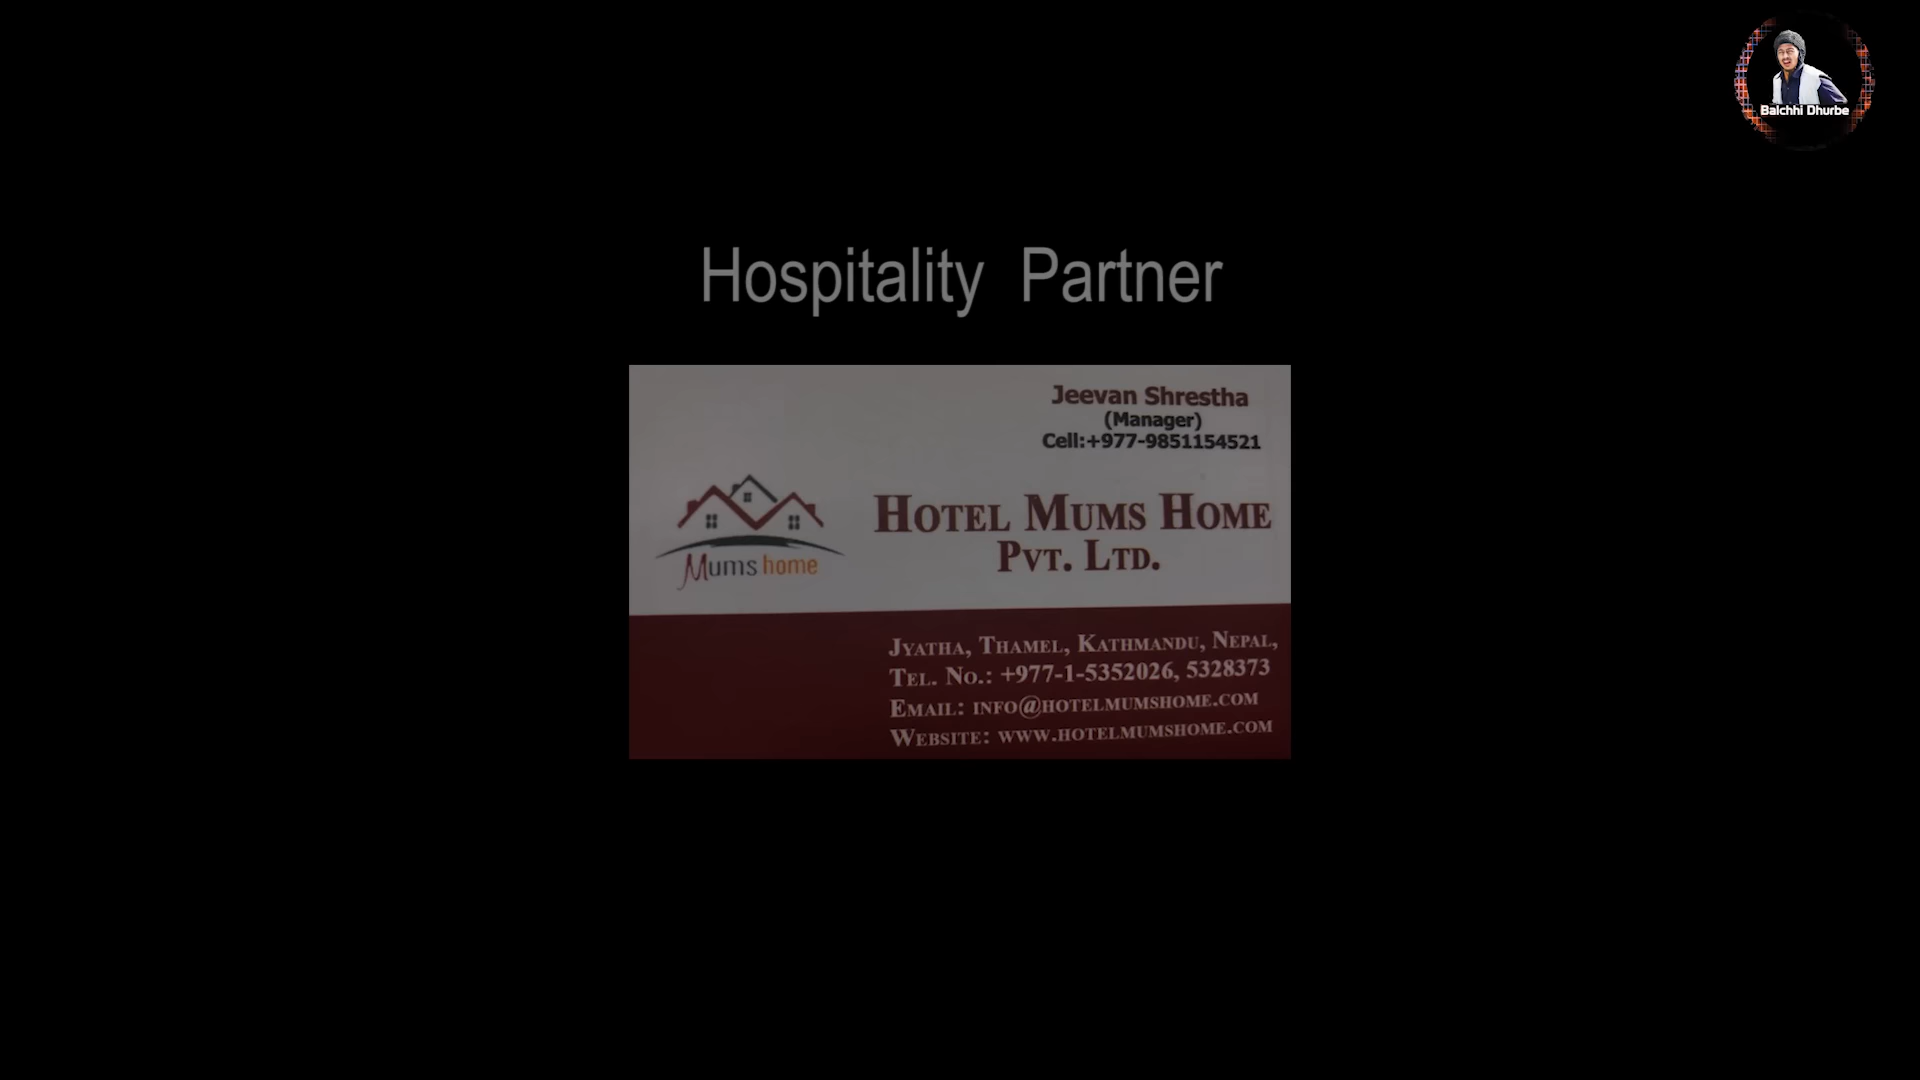 Balchhi Dhurbe
Hospitality Partner
Jeevan Shrestha
(Manager)
Cell:+977-9851154521
HOTEL MUMS HOME
PVT. LTD.
Mums home
JYATHA, THAMEL, KATHMANDU, NEPAL,
TEL. NO.: +977-1-5352026, 5328373
EMAIL: INFO@HOTELMUMSHOME.COM
WEBSITE: WWW.HOTELMUMSHOME.COM